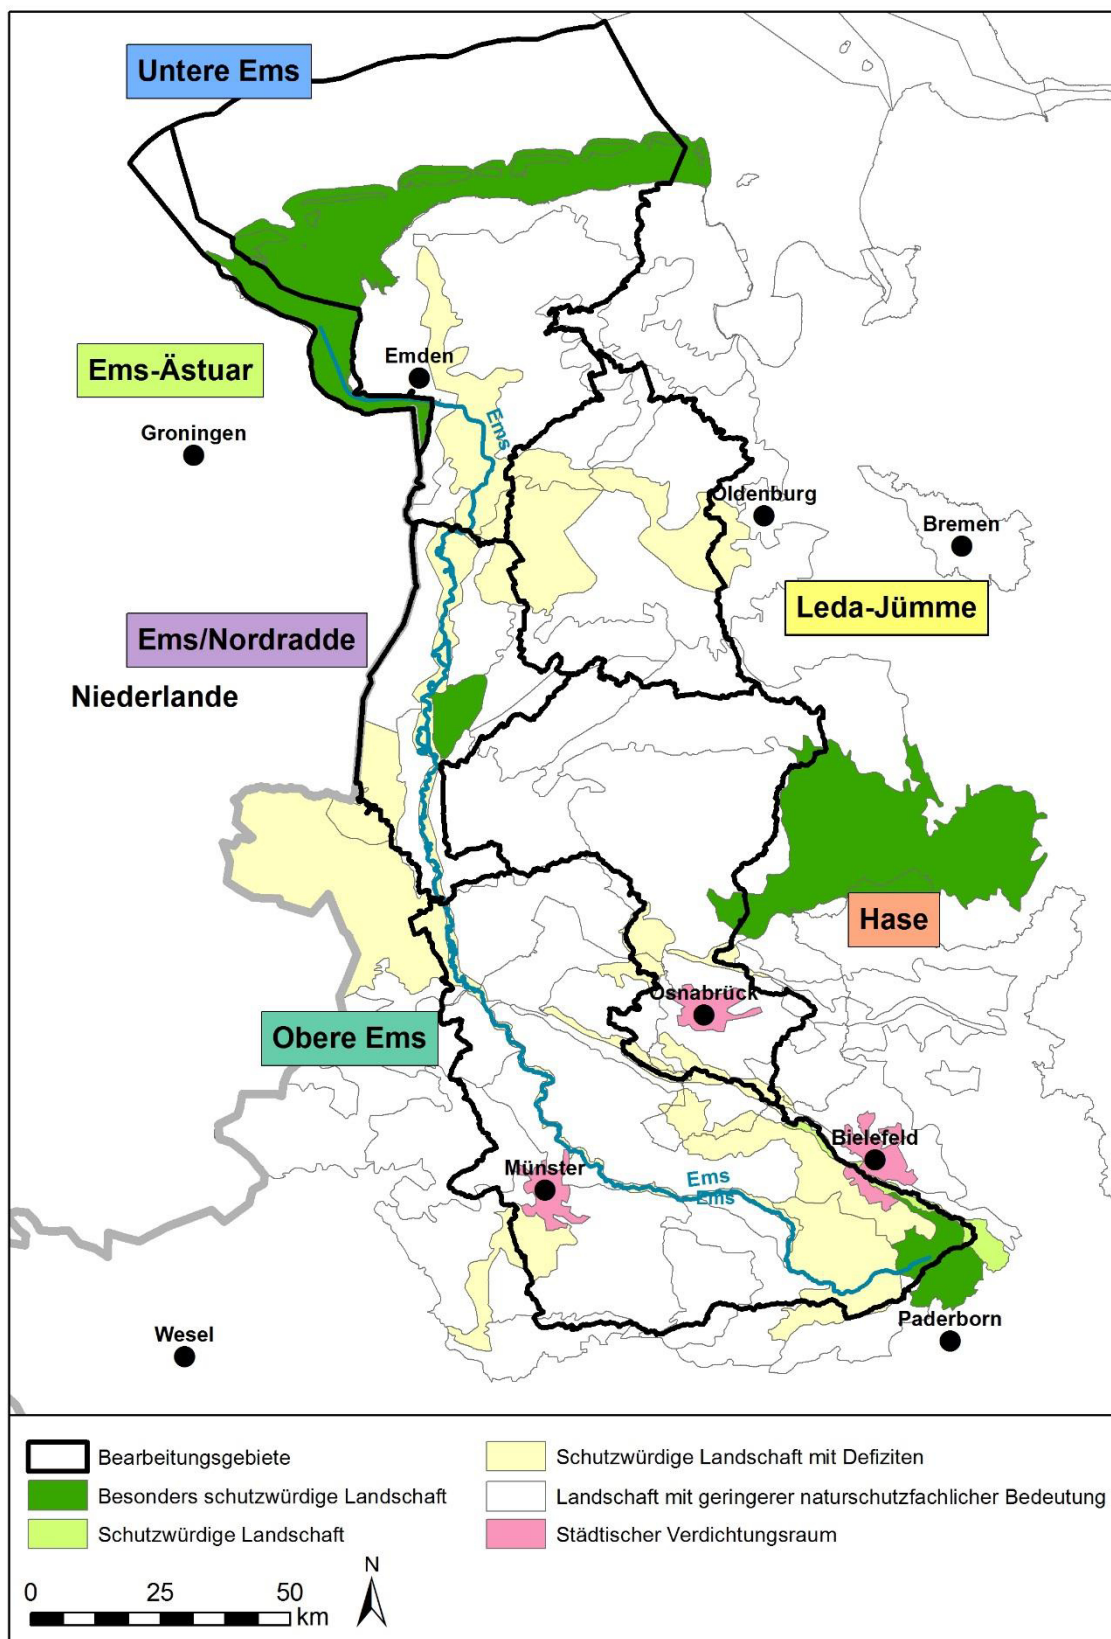 Untere Ems
Emden
Ems-Ästuar
Ems
Groningen
Oldenburg
Bremen
Leda-Jümme
Ems/Nordradde
Niederlande
Hase
Osnabrück
Obere Ems
Bielefeld
Münster
Ems
Ems
Paderborn
Wesel
Bearbeitungsgebiete
Besonders schutzwürdige Landschaft
Schutzwürdige Landschaft
Schutzwürdige Landschaft mit Defiziten
Landschaft mit geringerer naturschutzfachlicher Bedeutung
Städtischer Verdichtungsraum
N
0 25 50
km